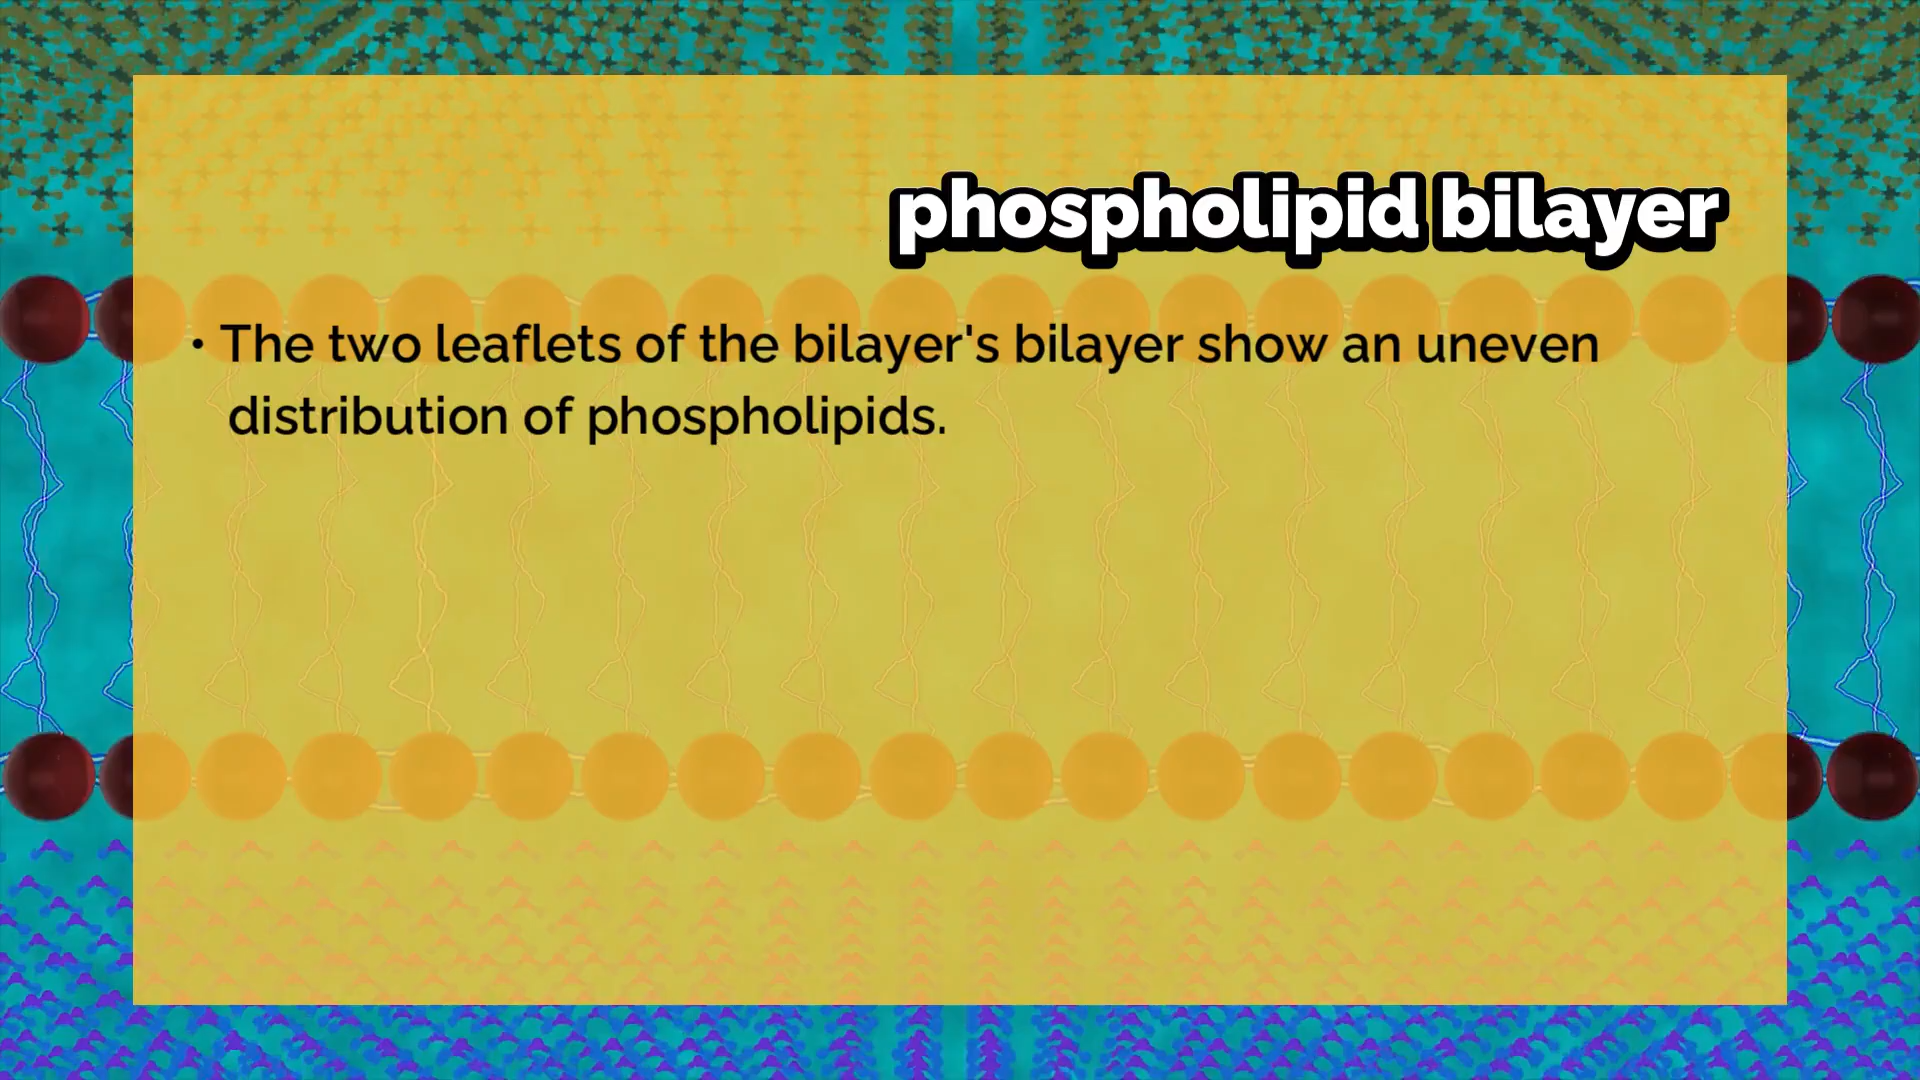 phospholipid bilayer
• The two leaflets of the bilayer's bilayer show an uneven
distribution of phospholipids.